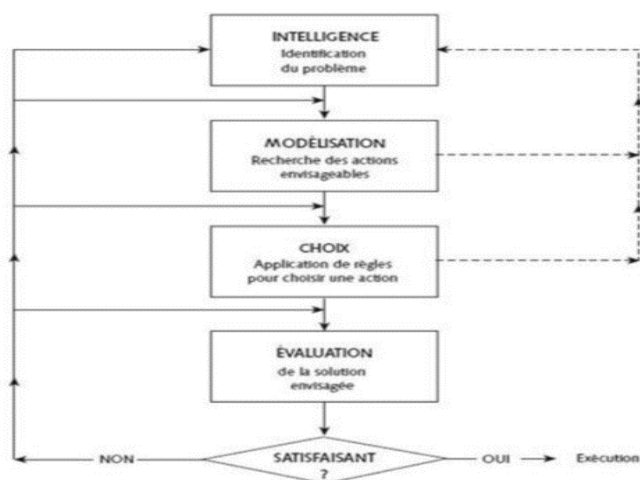 INTELLIGENCE
Identification
du problème
MODÉLISATION
Recherche des actions
envisageables
CHOIX
Application de règles
pour choisir une action
ÉVALUATION
de la solution
envisagée
SATISFAISANT
?
NON
OUI
Exécution